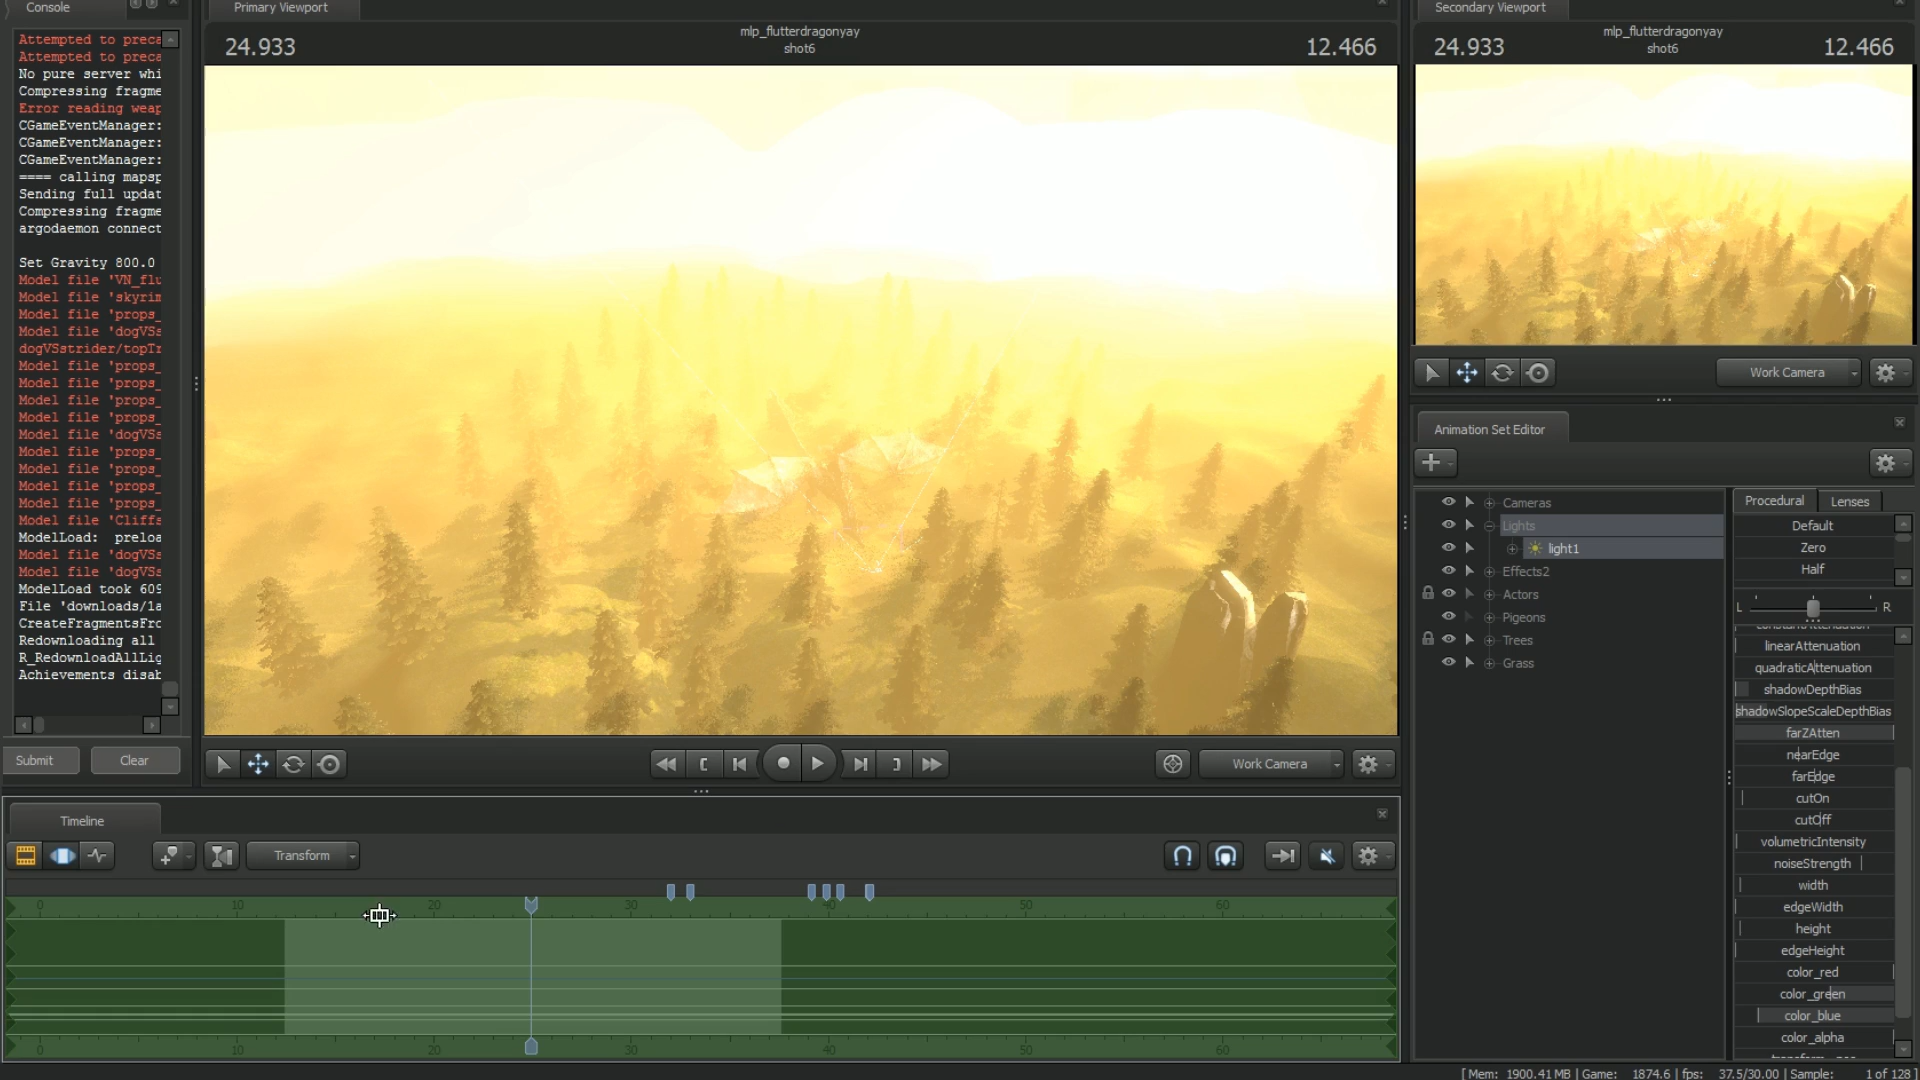 Console
Attempted to preca
Attempted to preca
No pure server whi
Compressing fragme
Error reading weap
CGameEventManager:
CGameEventManager:
CGameEventManager:
==== calling mapsp
Sending full updat
Compressing fragme
argodaemon connect
Set Gravity 800.0
Model file 'VN_flu
Model file 'skyrim
Model file 'props_
Model file 'dogVSs
dogVSstrider/topTr
Model file 'props_
Model file 'props_
Model file 'props_
Model file 'props_
Model file 'dogVSs
Model file 'props_
Model file 'props_
Model file 'props_
Model file 'props_
Model file 'Cliffs
ModelLoad:  preloa
Model file 'dogVSs
Model file 'dogVSs
ModelLoad took 609
File 'downloads/1a
CreateFragmentsFro
Redownloading all
R_RedownloadAllLig
Achievements disab
Submit
Clear
Primary Viewport
24.933
mlp_flutterdragonyay
shot6
12.466
Work Camera
Secondary Viewport
24.933
mlp_flutterdragonyay
shot6
12.466
Work Camera
Animation Set Editor
Cameras
Lights
light1
Effects2
Actors
Pigeons
Trees
Grass
Procedural
Lenses
Default
Zero
Half
L
R
linearAttenuation
quadraticAttenuation
shadowDepthBias
shadowSlopeScaleDepthBias
farZAtten
nearEdge
farEdge
cutOn
cutOff
volumetricIntensity
noiseStrength
width
edgeWidth
height
edgeHeight
color_red
color_green
color_blue
color_alpha
Timeline
Transform
0 10 20 30 40 50 60
0 10 20 30 40 50 60
[ Mem: 1900.41 MB | Game: 1874.6 | fps: 37.5/30.00 | Sample: 1 of 128 ]